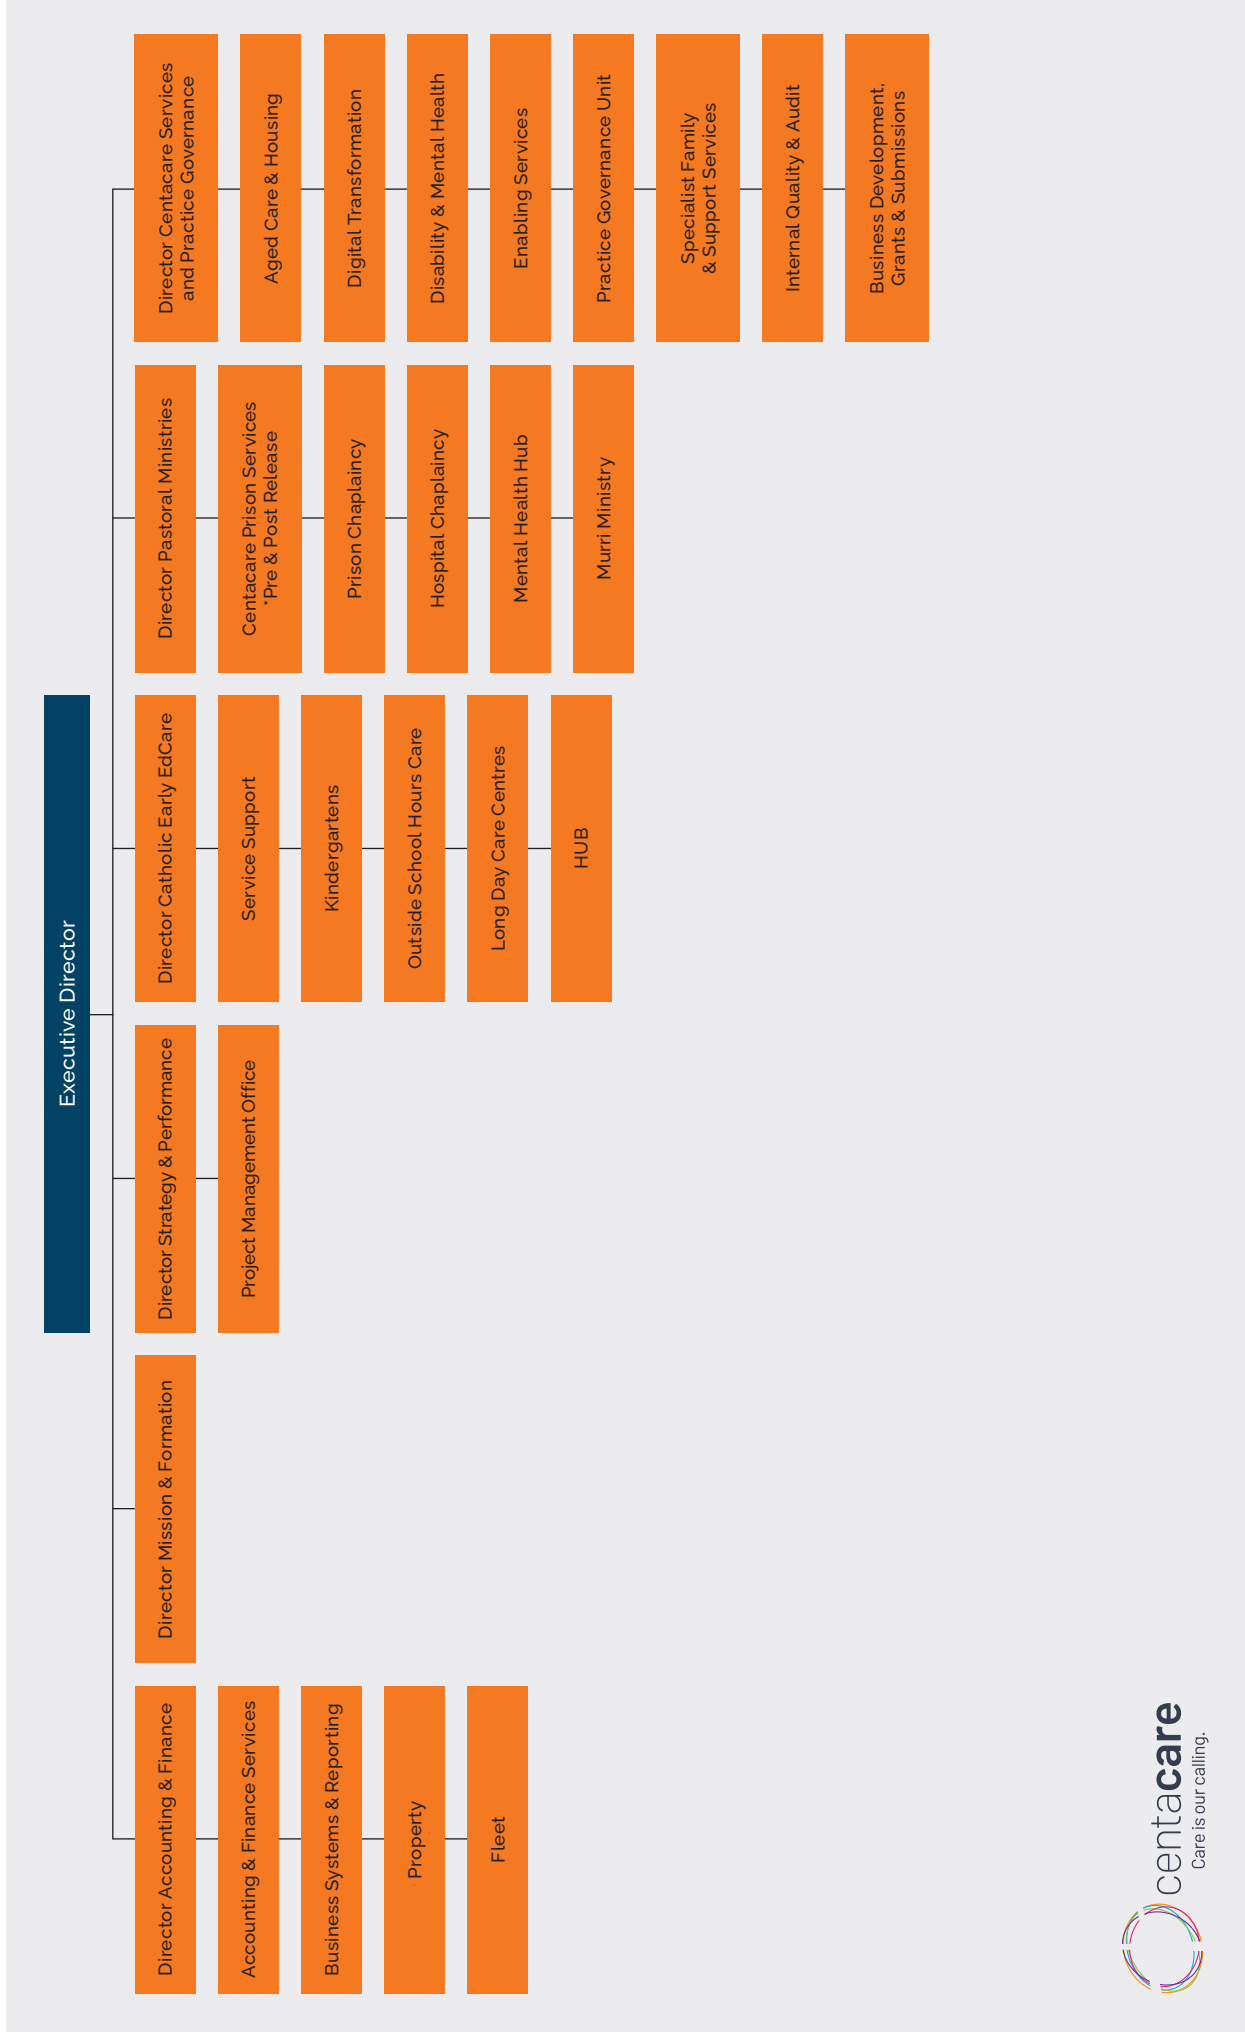 Executive Director
Director Accounting & Finance
Accounting & Finance Services
Business Systems & Reporting
Property
Fleet
Director Mission & Formation
Director Strategy & Performance
Project Management Office
Director Catholic Early EdCare
Service Support
Kindergartens
Outside School Hours Care
Long Day Care Centres
HUB
Director Pastoral Ministries
Centacare Prison Services
*Pre & Post Release
Prison Chaplaincy
Hospital Chaplaincy
Mental Health Hub
Murri Ministry
Director Centacare Services
and Practice Governance
Aged Care & Housing
Digital Transformation
Disability & Mental Health
Enabling Services
Practice Governance Unit
Specialist Family
& Support Services
Internal Quality & Audit
Business Development,
Grants & Submissions
centacare
Care is our calling.